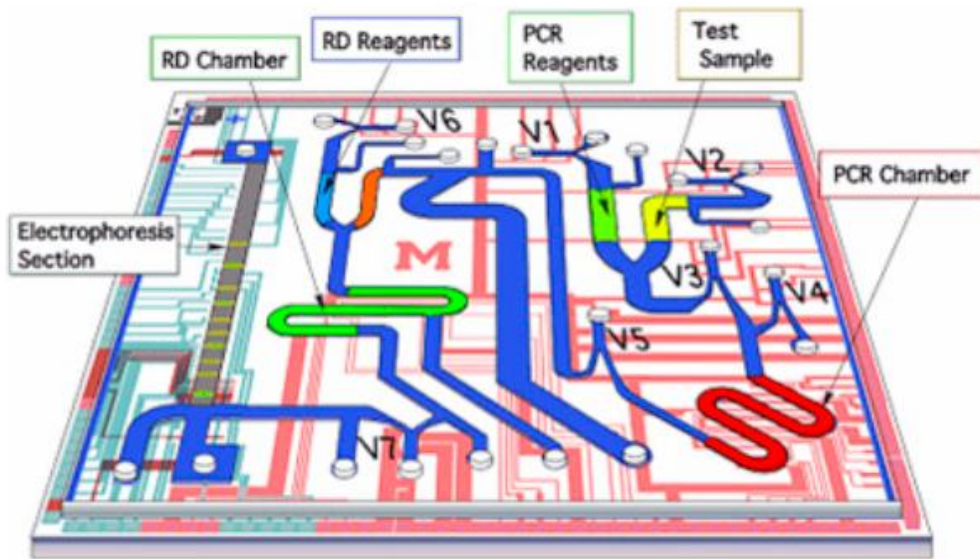 RD Chamber
RD Reagents
PCR
Reagents
Test
Sample
PCR Chamber
Electrophoresis
Section
V6
V1
V2
V3
V4
V5
V7
M